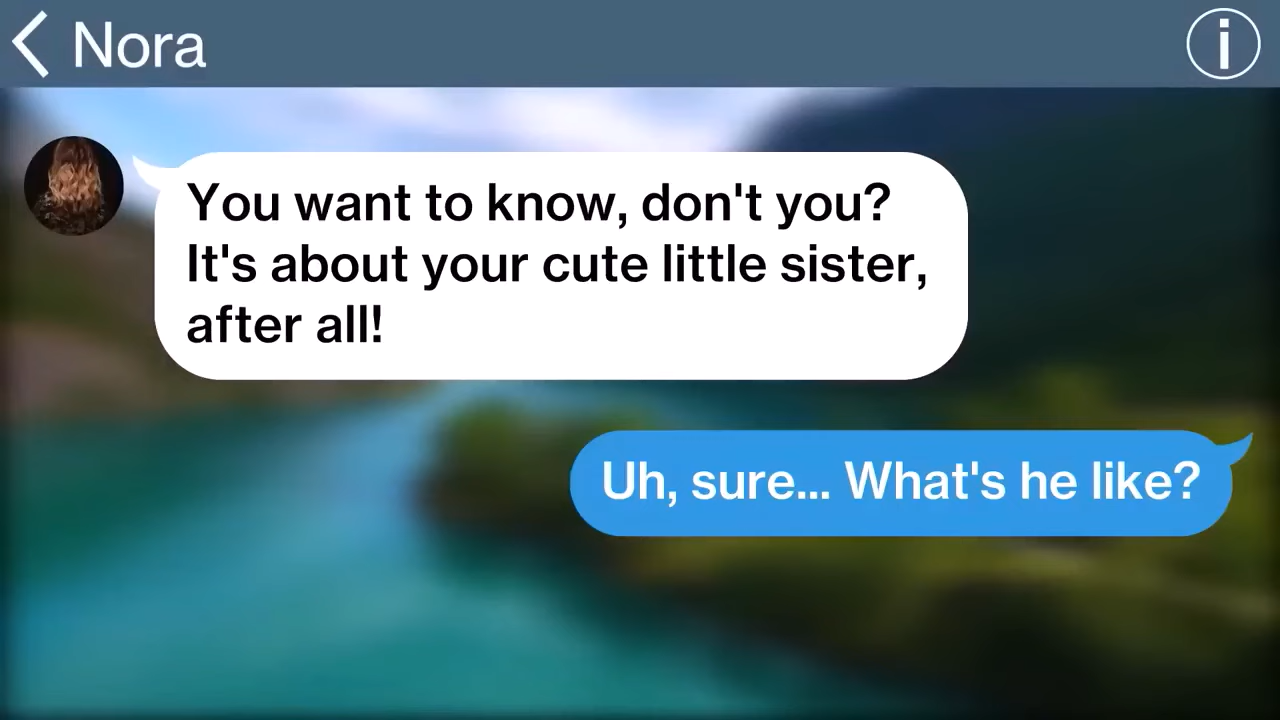 Nora
You want to know, don't you?
It's about your cute little sister,
after all!
Uh, sure... What's he like?